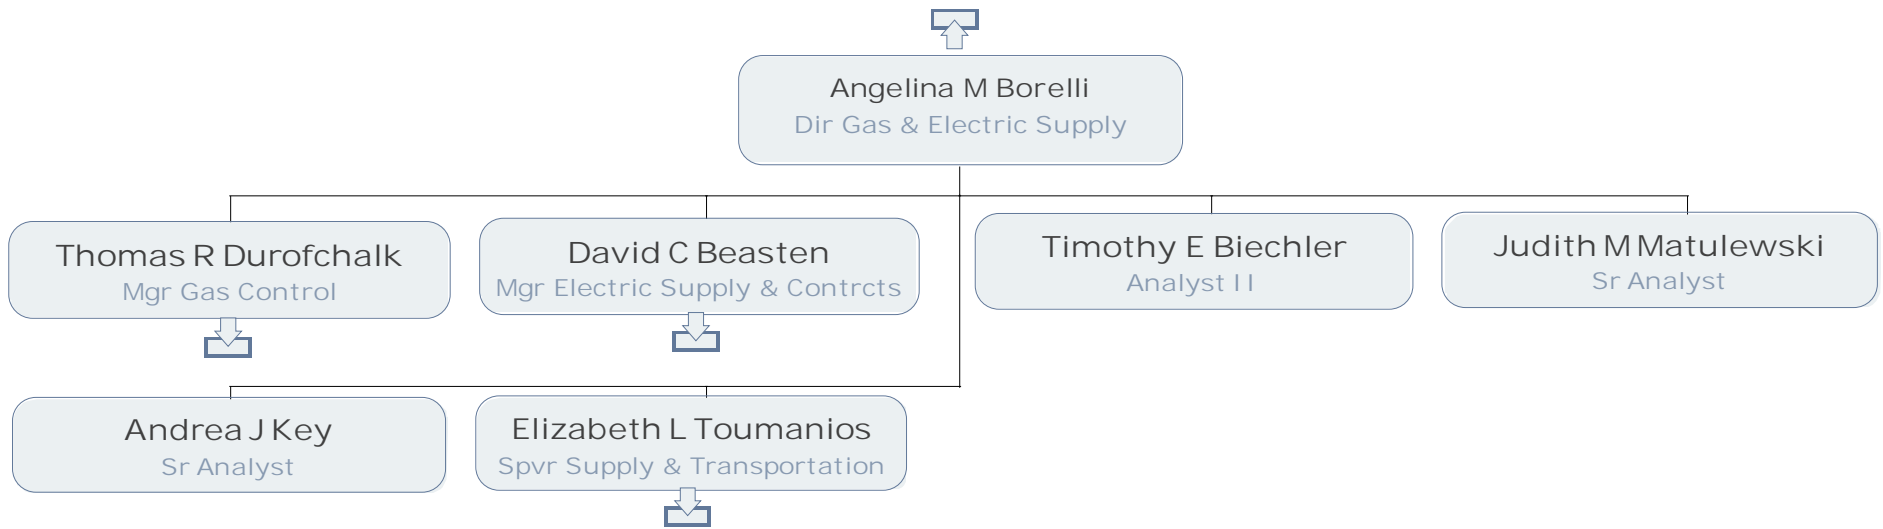 Angelina M Borelli
Dir Gas & Electric Supply
Thomas R Durofchalk
Mgr Gas Control
David C Beasten
Mgr Electric Supply & Contrcts
Timothy E Biechler
Analyst II
Judith M Matulewski
Sr Analyst
Andrea J Key
Sr Analyst
Elizabeth L Toumanios
Spvr Supply & Transportation